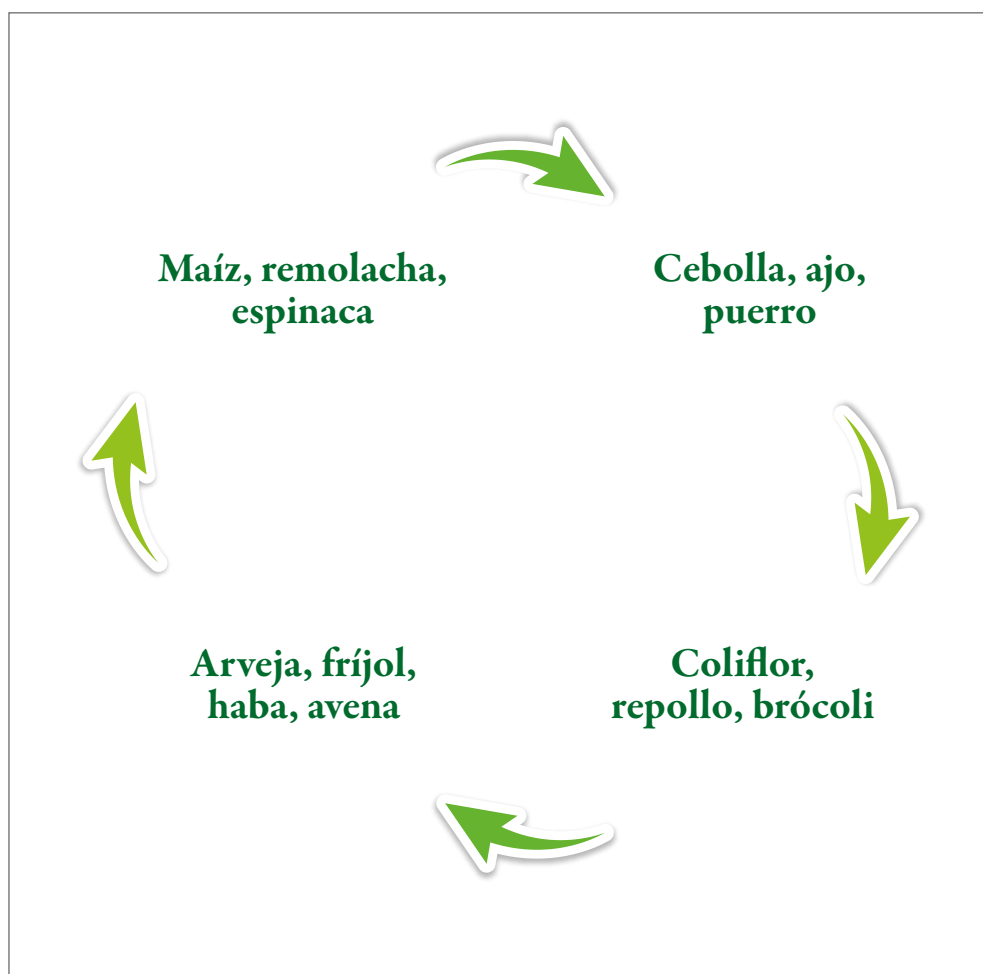 Maíz, remolacha,
espinaca
Cebolla, ajo,
puerro
Arveja, fríjol,
haba, avena
Coliflor,
repollo, brócoli